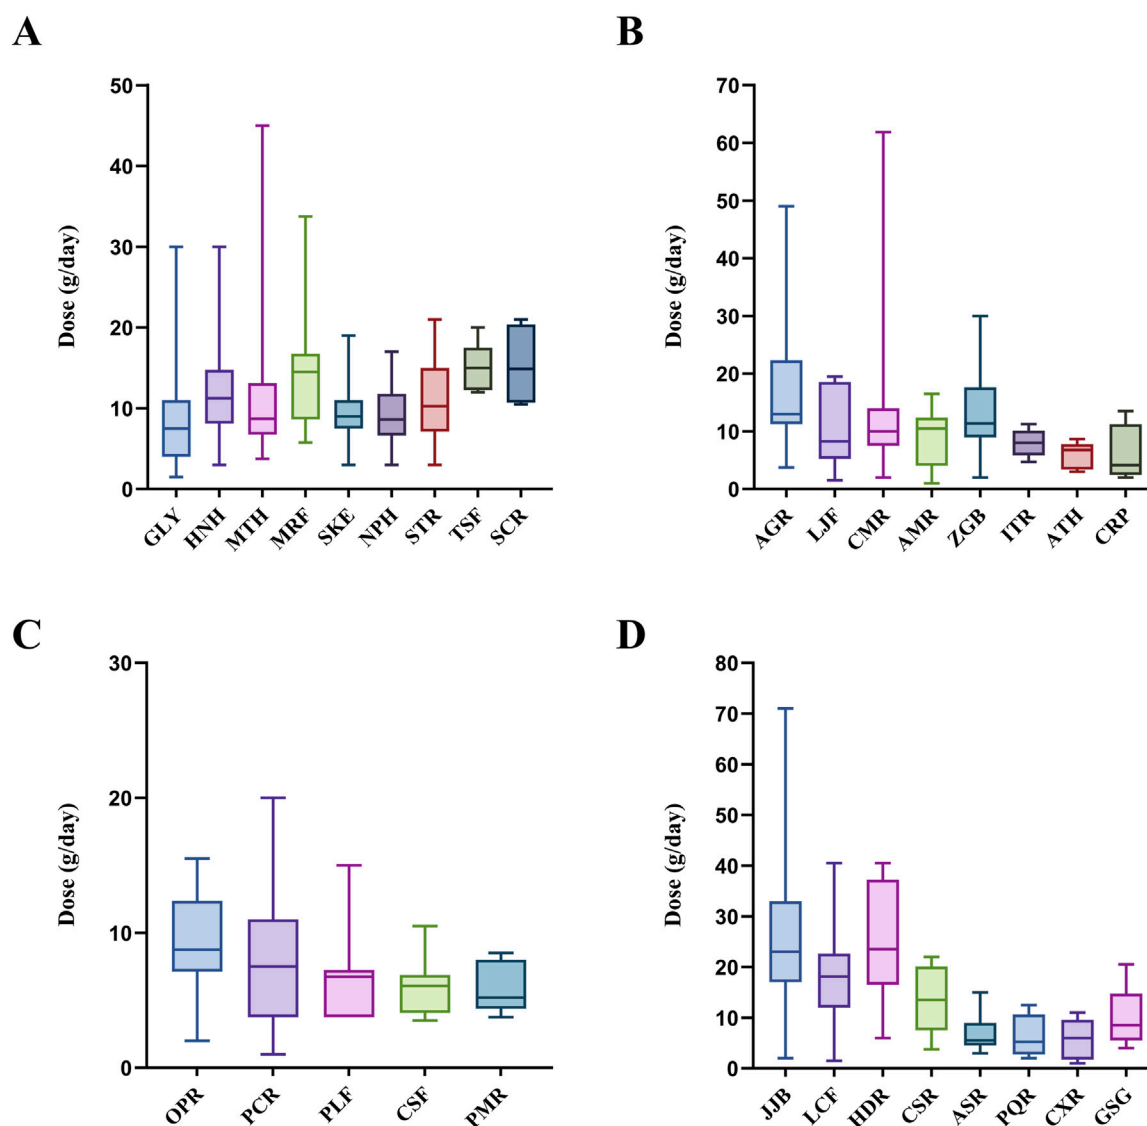 A
Dose (g/day)
50
40
30
20
10
0
GLY HNH MTH MRF SKE NPH STR TSF SCR
B
Dose (g/day)
70
60
50
40
30
20
10
0
AGR LJF CMR AMR ZGB ITR ATH CRP
C
Dose (g/day)
30
20
10
0
OPR PCR PLF CSF PMR
D
Dose (g/day)
80
70
60
50
40
30
20
10
0
JJB LCF HDR CSR ASR PQR CXR GSG